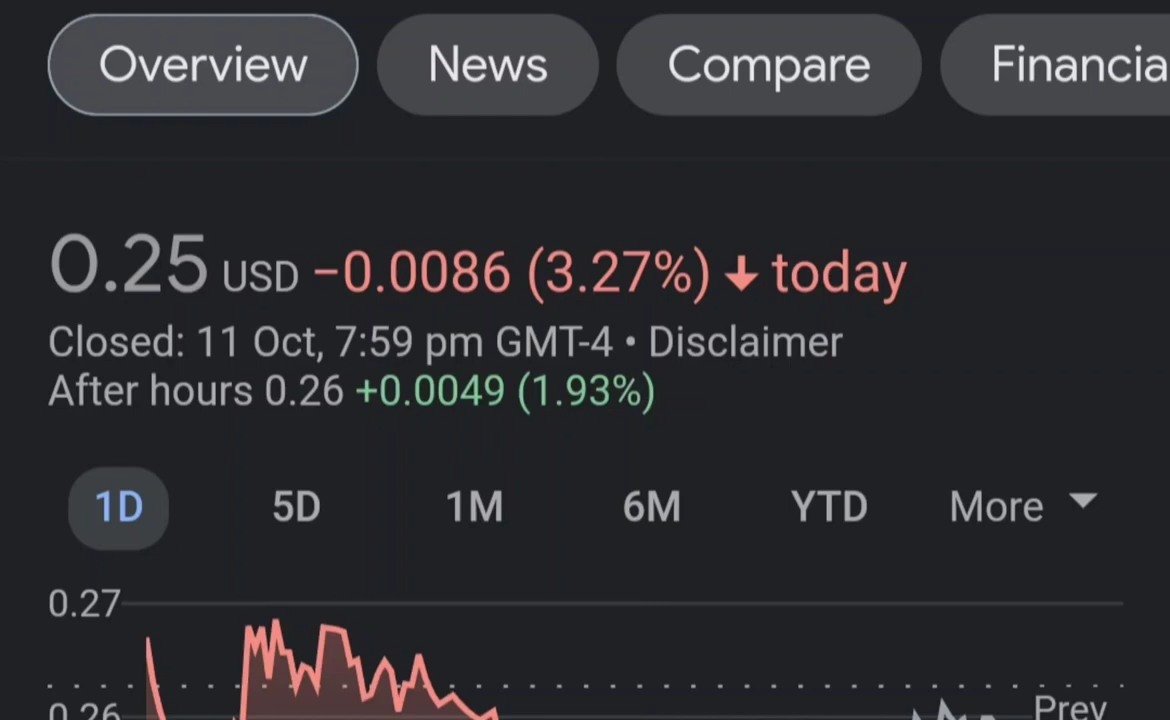 Overview News Compare Financia
0.25 USD −0.0086 (3.27%) ↓ today
Closed: 11 Oct, 7:59 pm GMT-4 • Disclaimer
After hours 0.26 +0.0049 (1.93%)
1D 5D 1M 6M YTD More
0.27
0.26
Prev